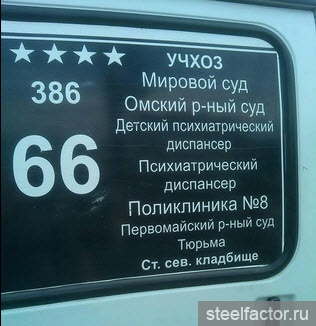 ★★★★
386
66
УЧХОЗ
Мировой суд
Омский р-ный суд
Детский психиатрический
диспансер
Психиатрический
диспансер
Поликлиника №8
Первомайский р-ный суд
Тюрьма
Ст. сев. кладбище
steelfactor.ru